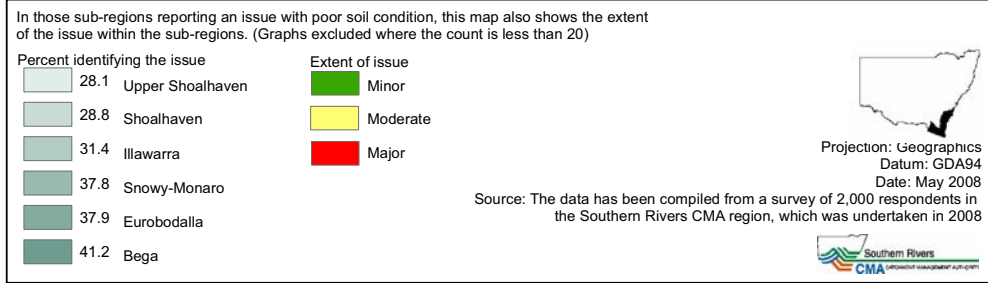 In those sub-regions reporting an issue with poor soil condition, this map also shows the extent
of the issue within the sub-regions. (Graphs excluded where the count is less than 20)
Percent identifying the issue
28.1 Upper Shoalhaven
28.8 Shoalhaven
31.4 Illawarra
37.8 Snowy-Monaro
37.9 Eurobodalla
41.2 Bega
Extent of issue
Minor
Moderate
Major
Projection: Geographics
Datum: GDA94
Date: May 2008
Source: The data has been compiled from a survey of 2,000 respondents in
the Southern Rivers CMA region, which was undertaken in 2008
Southern Rivers
CMA CATCHMENT MANAGEMENT AUTHORITY